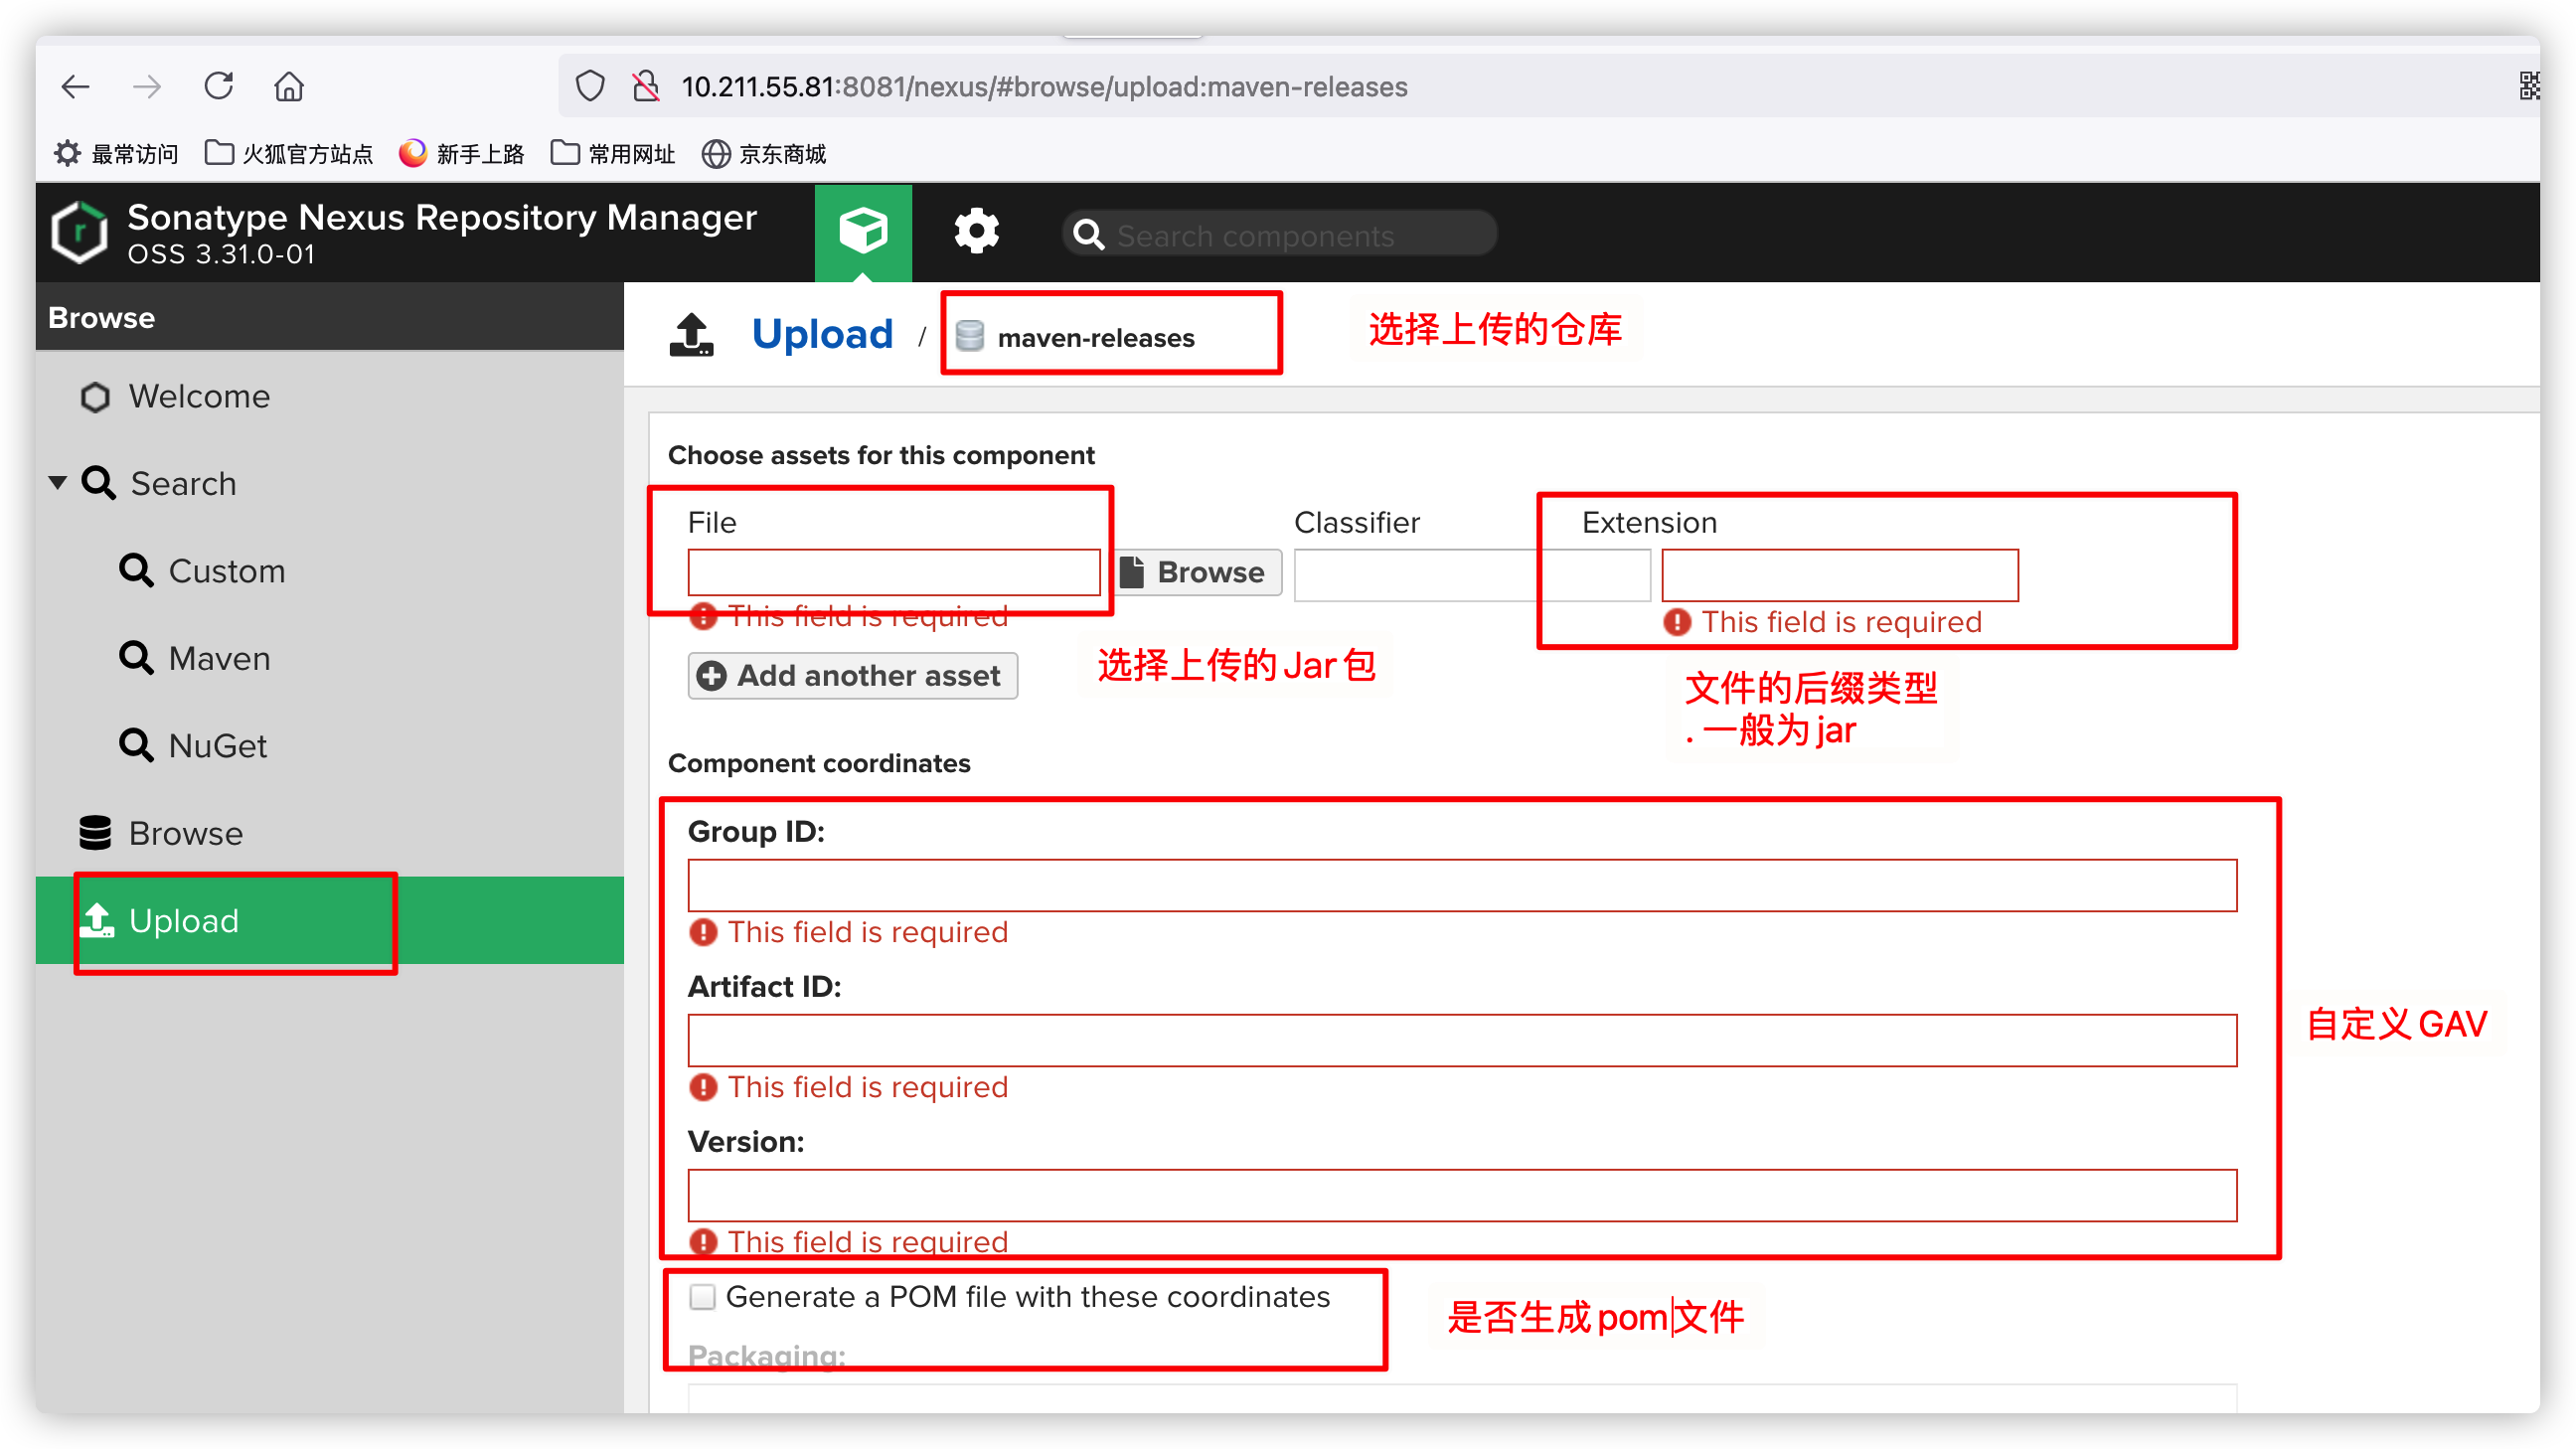 10.211.55.81:8081/nexus/#browse/upload:maven-releases
最常访问 火狐官方站点 新手上路 常用网址 京东商城
Sonatype Nexus Repository Manager
OSS 3.31.0-01
Search components
Browse
Welcome
Search
Custom
Maven
NuGet
Browse
Upload
Upload / maven-releases 选择上传的仓库
Choose assets for this component
File Classifier Extension
Browse
This field is required This field is required
Add another asset 选择上传的Jar包
文件的后缀类型
. 一般为jar
Component coordinates
Group ID:
This field is required
Artifact ID:
自定义GAV
This field is required
Version:
This field is required
Generate a POM file with these coordinates 是否生成pom文件
Packaging: